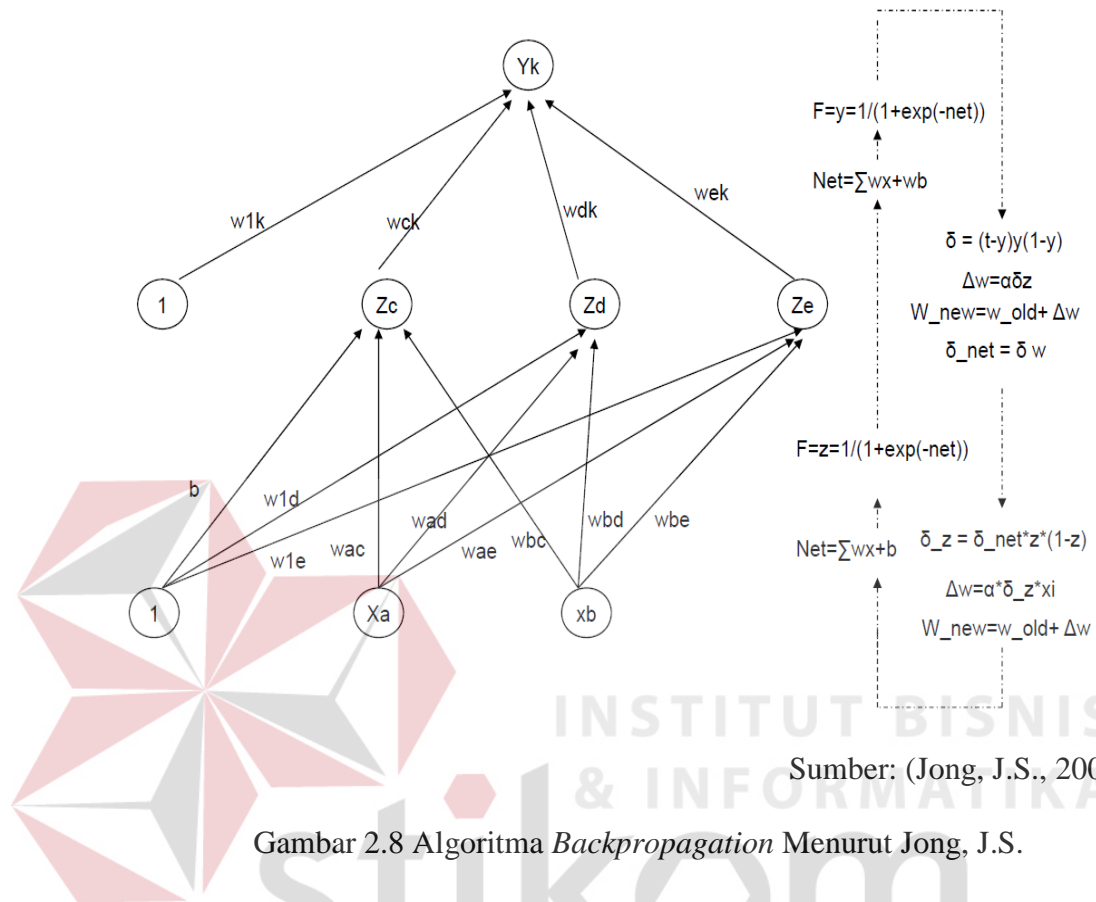 Yk
F=y=1/(1+exp(-net))
Net=∑wx+wb
w1k
wck
wdk
wek
δ = (t-y)y(1-y)
Δw=αδz
W_new=w_old+ Δw
δ_net = δ w
1
Zc
Zd
Ze
F=z=1/(1+exp(-net))
b
w1d
w1e
wac
wad
wae
wbc
wbd
wbe
Net=∑wx+b
δ_z = δ_net*z*(1-z)
Δw=α*δ_z*xi
W_new=w_old+ Δw
1
Xa
xb
INSTITUT BISNIS
& INFORMATIKA
stikom
Sumber: (Jong, J.S., 200
Gambar 2.8 Algoritma Backpropagation Menurut Jong, J.S.